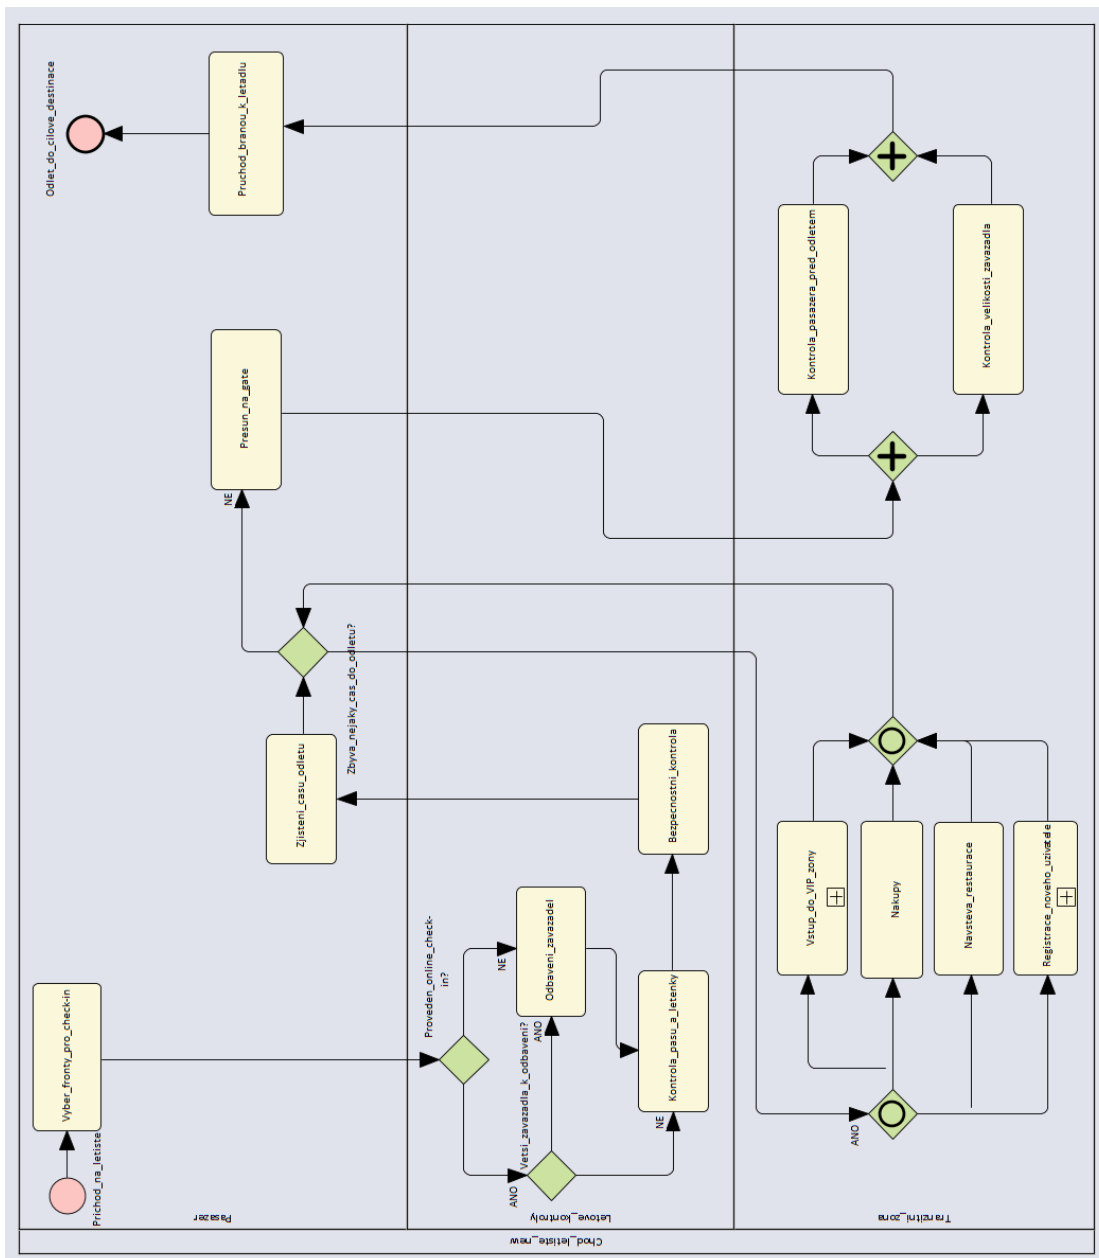 Chod_letiste_new
Pasazer
Prichod_na_letiste
Vyber_fronty_pro_check-in
Zjisteni_casu_odletu
Zbyva_nejaky_cas_do_odletu?
NE
Presun_na_gate
Pruchod_branou_k_letadlu
Odlet_do_cilove_destinace
Letove_kontroly
Proveden_online_check-
in?
ANO
NE
Vetsi_zavazadla_k_odbaveni?
ANO
NE
Odbaveni_zavazadel
Kontrola_pasu_a_letenky
Bezpecnostni_kontrola
Tranzitni_zona
ANO
Vstup_do_VIP_zony
Nakupy
Navsteva_restaurace
Registrace_noveho_uzivatele
Kontrola_pasazera_pred_odletem
Kontrola_velikosti_zavazadla